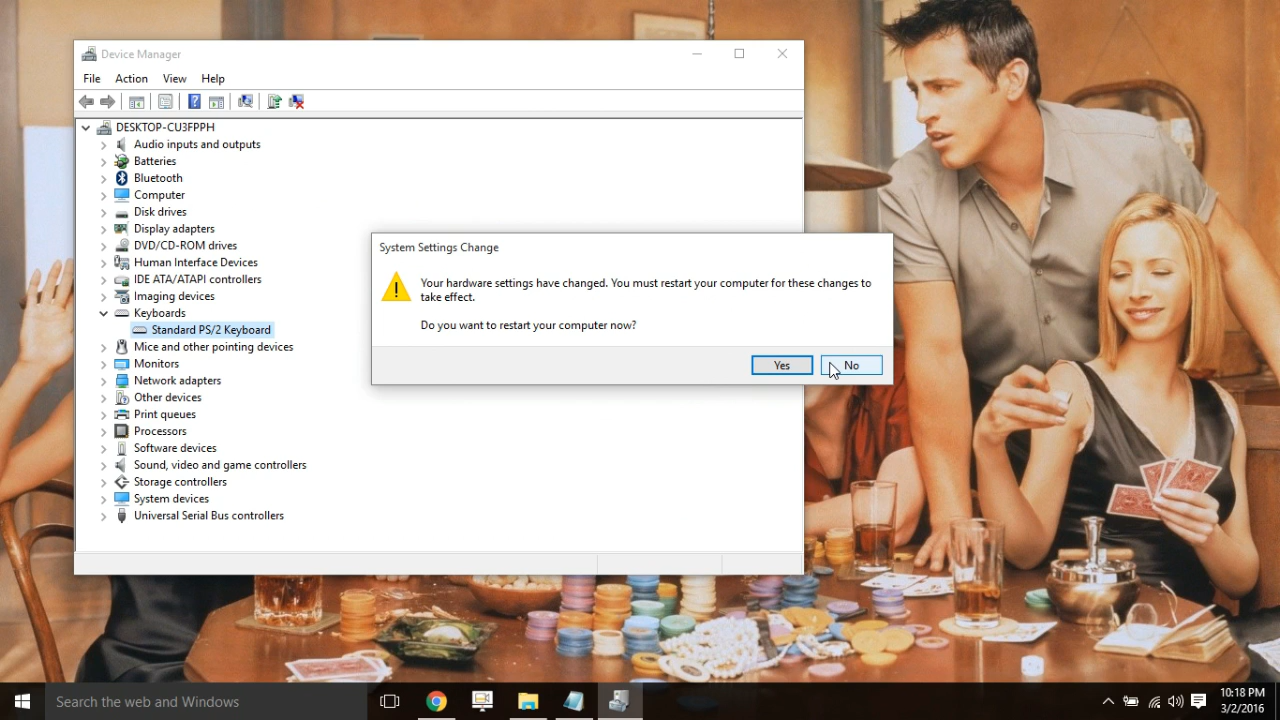 Device Manager
File Action View Help
DESKTOP-CU3FPPH
Audio inputs and outputs
Batteries
Bluetooth
Computer
Disk drives
Display adapters
DVD/CD-ROM drives
Human Interface Devices
IDE ATA/ATAPI controllers
Imaging devices
Keyboards
Standard PS/2 Keyboard
Mice and other pointing devices
Monitors
Network adapters
Other devices
Print queues
Processors
Software devices
Sound, video and game controllers
Storage controllers
System devices
Universal Serial Bus controllers
System Settings Change
Your hardware settings have changed. You must restart your computer for these changes to
take effect.
Do you want to restart your computer now?
Yes No
Search the web and Windows
10:18 PM
3/2/2016